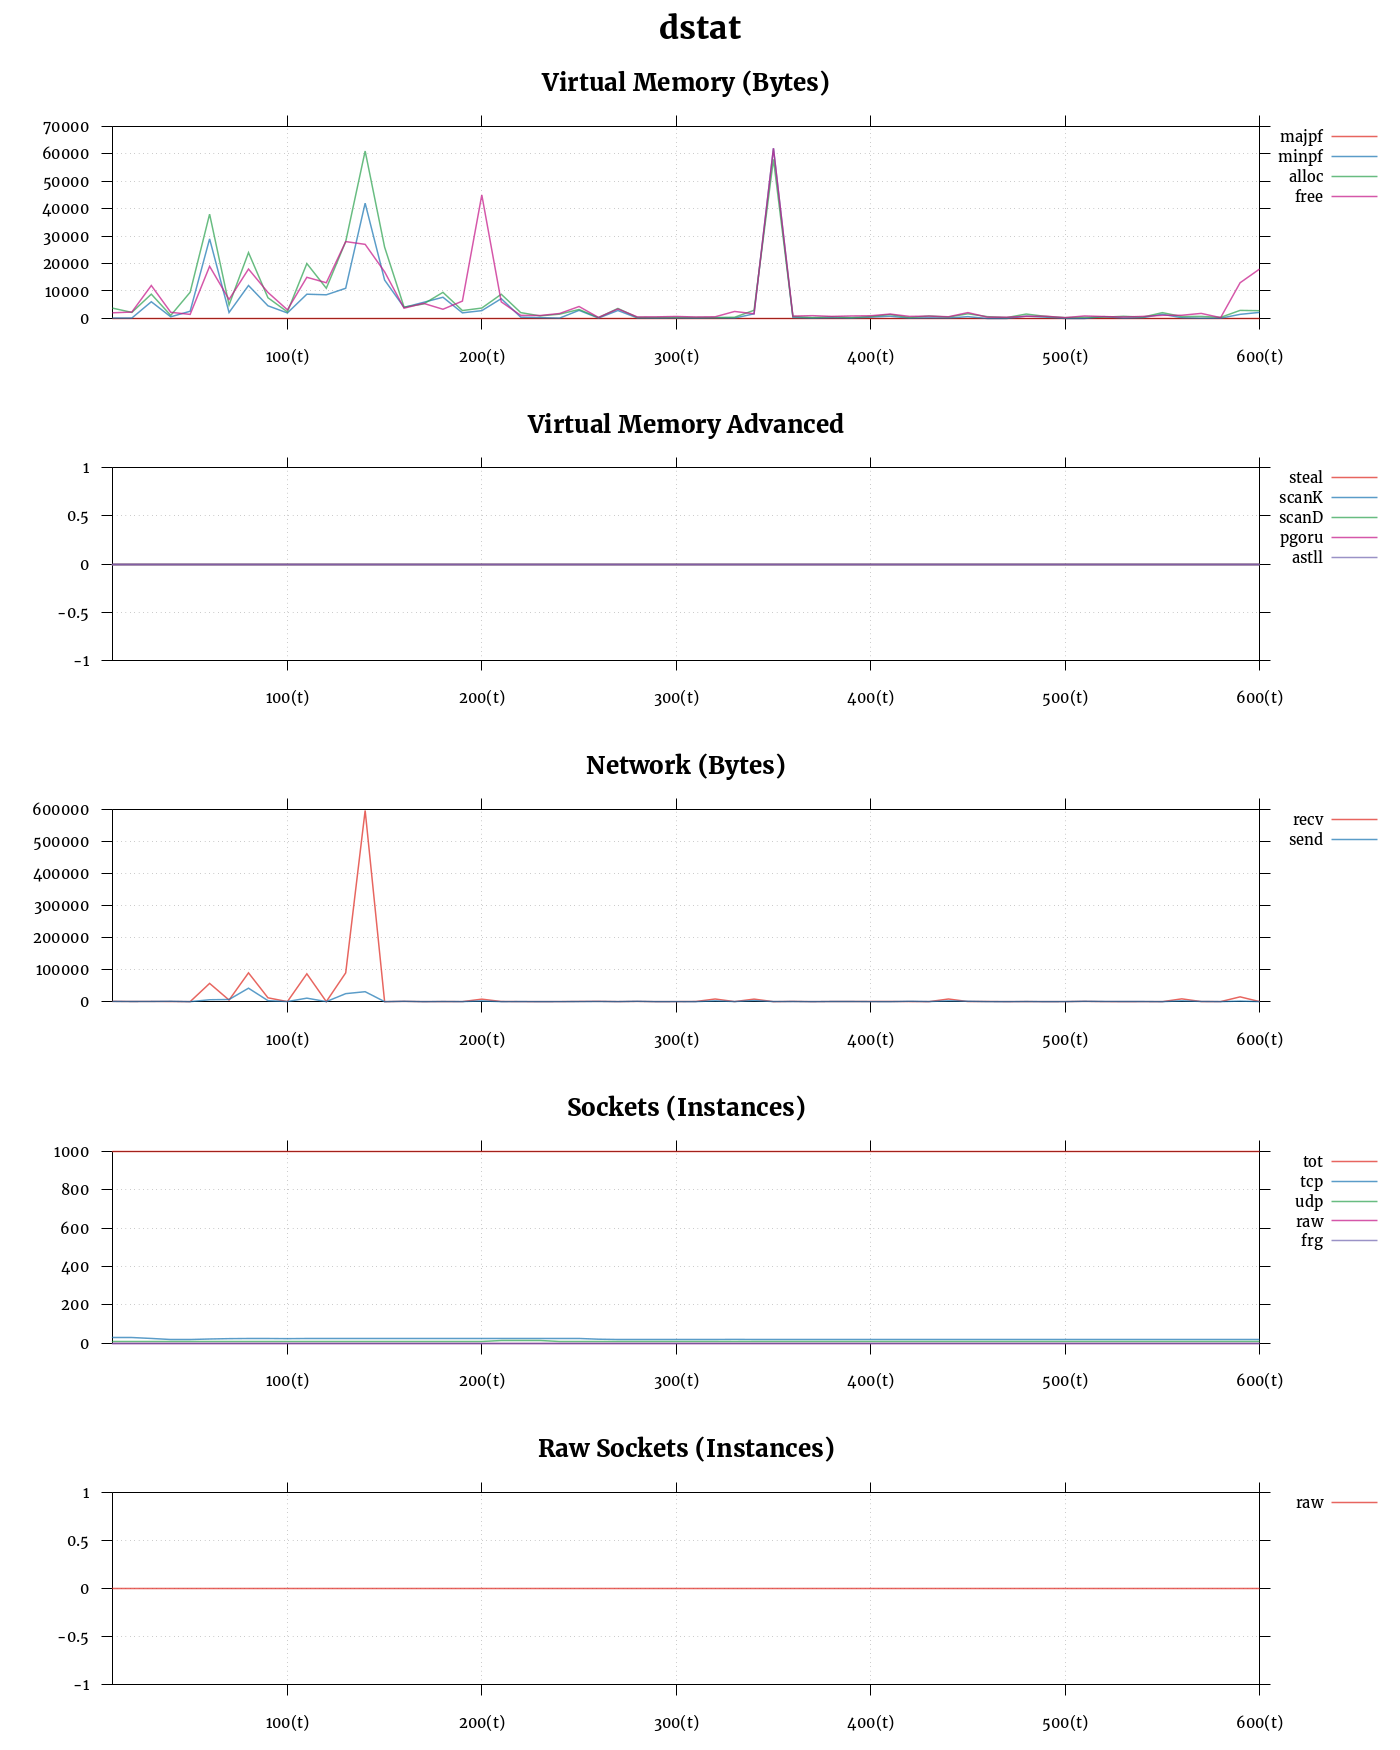 dstat
Virtual Memory (Bytes)
70000
60000
50000
40000
30000
20000
10000
0
100(t) 200(t) 300(t) 400(t) 500(t) 600(t)
majpf
minpf
alloc
free
Virtual Memory Advanced
1
0.5
0
-0.5
-1
100(t) 200(t) 300(t) 400(t) 500(t) 600(t)
steal
scanK
scanD
pgoru
astll
Network (Bytes)
600000
500000
400000
300000
200000
100000
0
100(t) 200(t) 300(t) 400(t) 500(t) 600(t)
recv
send
Sockets (Instances)
1000
800
600
400
200
0
100(t) 200(t) 300(t) 400(t) 500(t) 600(t)
tot
tcp
udp
raw
frg
Raw Sockets (Instances)
1
0.5
0
-0.5
-1
100(t) 200(t) 300(t) 400(t) 500(t) 600(t)
raw